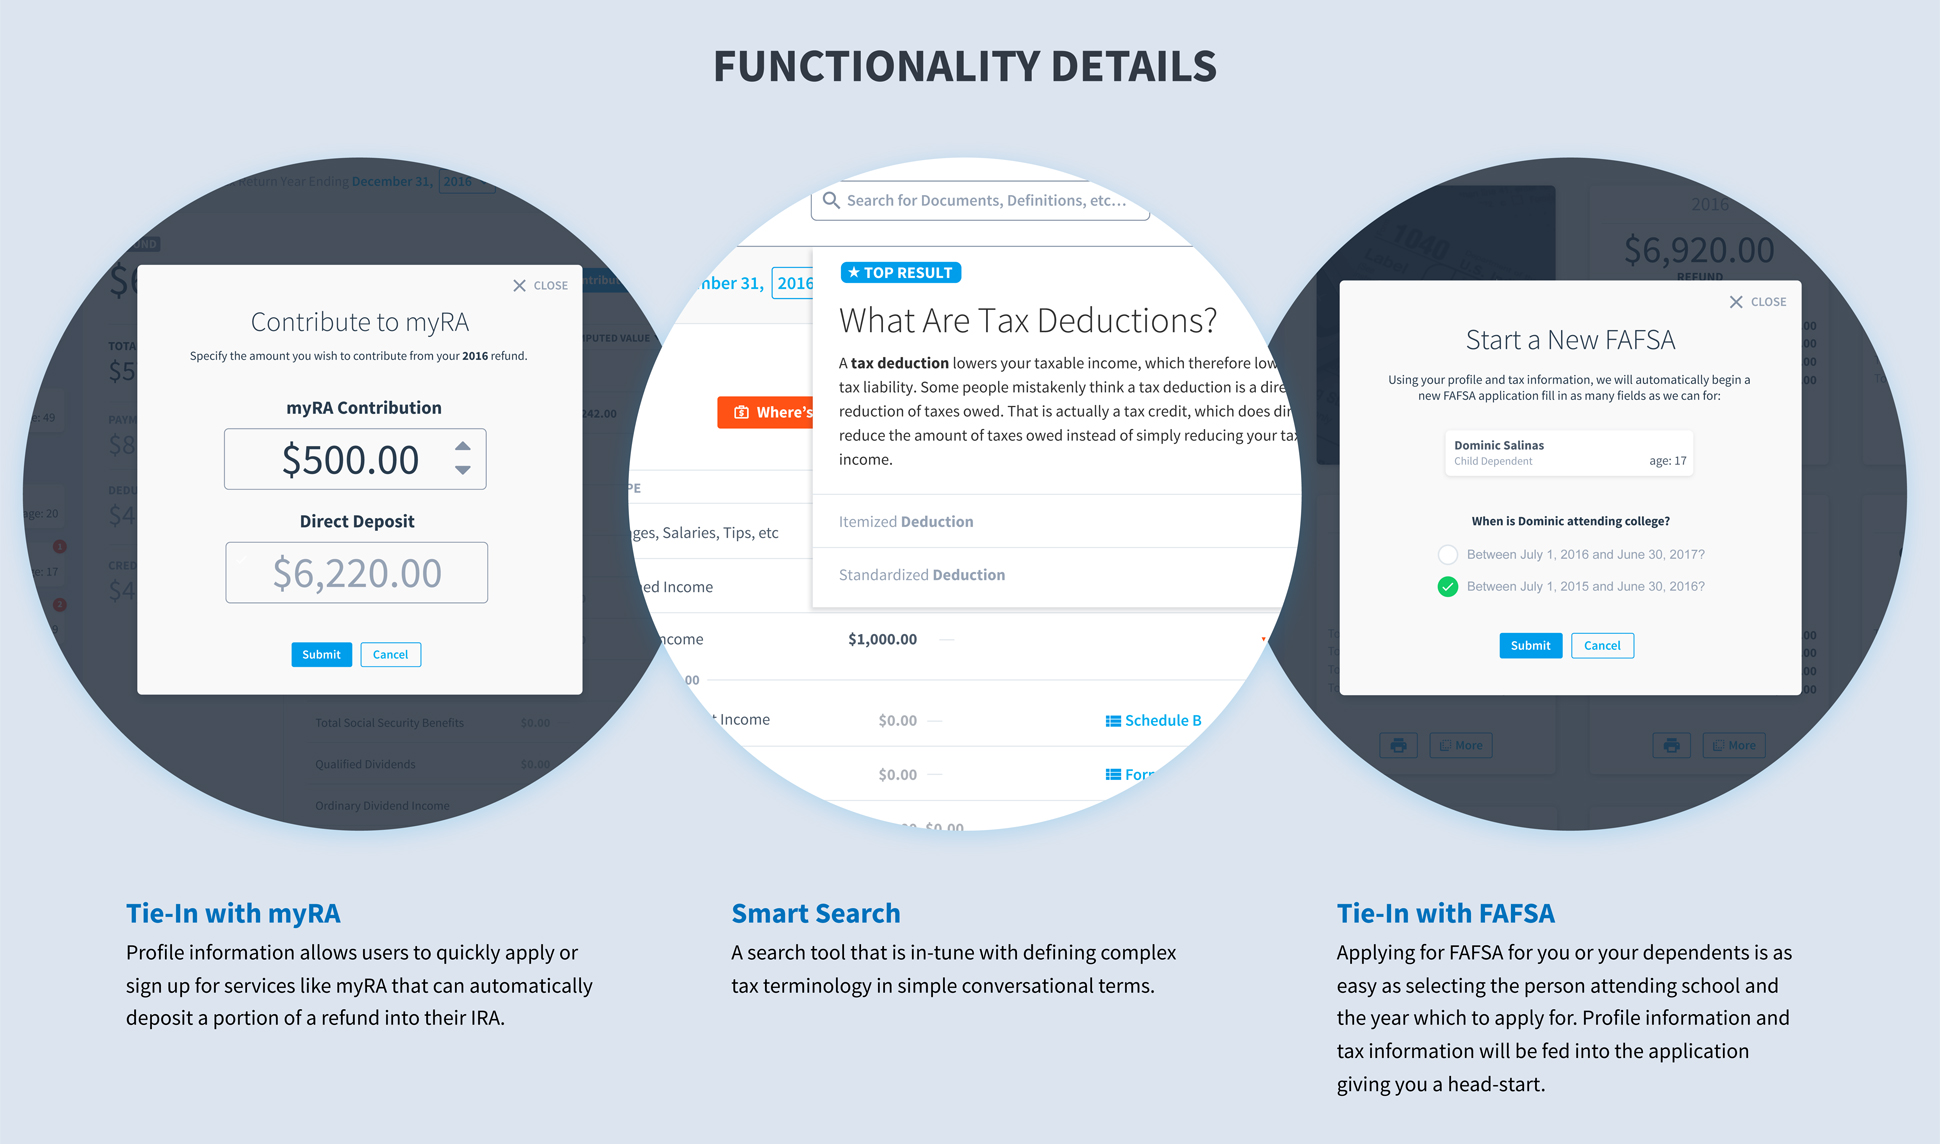 FUNCTIONALITY DETAILS
Return Year Ending December 31, 2016
CLOSE
Contribute to myRA
Specify the amount you wish to contribute from your 2016 refund.
myRA Contribution
$500.00
Direct Deposit
$6,220.00
Submit Cancel
Total Social Security Benefits $0.00
Qualified Dividends $0.00
Ordinary Dividend Income
Search for Documents, Definitions, etc...
31, 2016
TOP RESULT
What Are Tax Deductions?
A tax deduction lowers your taxable income, which therefore
tax liability. Some people mistakenly think a tax deduction is a
reduction of taxes owed. That is actually a tax credit, which does
reduce the amount of taxes owed instead of simply reducing your
income.
Where's
Itemized Deduction
Salaries, Tips, etc
Standardized Deduction
Income
$1,000.00
Income $0.00 Schedule B
$0.00
$0.00
2016
$6,920.00
REFUND
1040
Label
CLOSE
Start a New FAFSA
Using your profile and tax information, we will automatically begin a
new FAFSA application fill in as many fields as we can for:
Dominic Salinas
Child Dependent age: 17
When is Dominic attending college?
Between July 1, 2016 and June 30, 2017?
Between July 1, 2015 and June 30, 2016?
Submit Cancel
More More
Tie-In with myRA
Profile information allows users to quickly apply or
sign up for services like myRA that can automatically
deposit a portion of a refund into their IRA.
Smart Search
A search tool that is in-tune with defining complex
tax terminology in simple conversational terms.
Tie-In with FAFSA
Applying for FAFSA for you or your dependents is as
easy as selecting the person attending school and
the year which to apply for. Profile information and
tax information will be fed into the application
giving you a head-start.